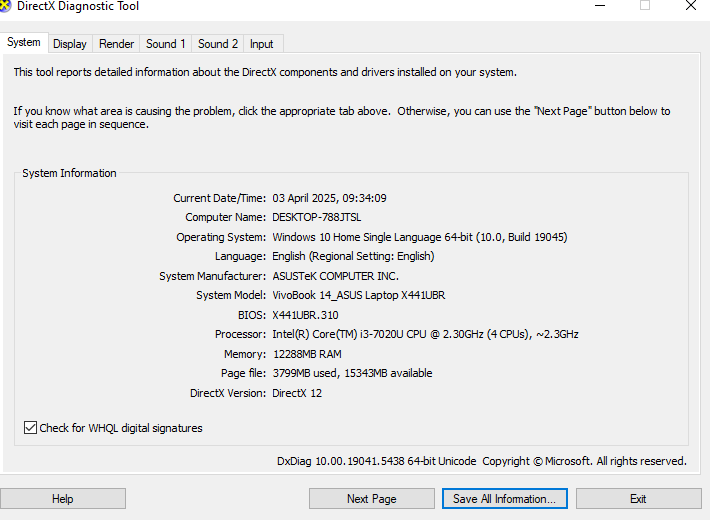 DirectX Diagnostic Tool
System Display Render Sound 1 Sound 2 Input
This tool reports detailed information about the DirectX components and drivers installed on your system.
If you know what area is causing the problem, click the appropriate tab above.  Otherwise, you can use the "Next Page" button below to
visit each page in sequence.
System Information
Current Date/Time: 03 April 2025, 09:34:09
Computer Name: DESKTOP-788JTSL
Operating System: Windows 10 Home Single Language 64-bit (10.0, Build 19045)
Language: English (Regional Setting: English)
System Manufacturer: ASUSTeK COMPUTER INC.
System Model: VivoBook 14_ASUS Laptop X441UBR
BIOS: X441UBR.310
Processor: Intel(R) Core(TM) i3-7020U CPU @ 2.30GHz (4 CPUs), ~2.3GHz
Memory: 12288MB RAM
Page file: 3799MB used, 15343MB available
DirectX Version: DirectX 12
Check for WHQL digital signatures
DxDiag 10.00.19041.5438 64-bit Unicode  Copyright © Microsoft. All rights reserved.
Help Next Page Save All Information... Exit